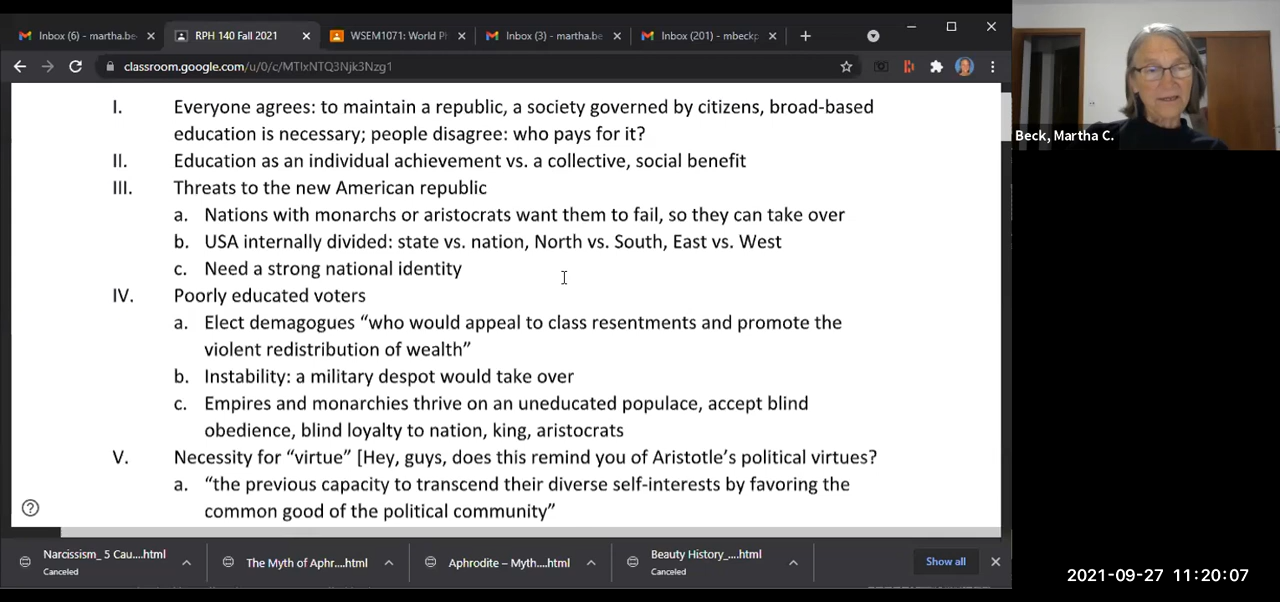 Inbox (6) - martha.be
RPH 140 Fall 2021
WSEM1071: World Ph
Inbox (3) - martha.be
Inbox (201) - mbeckp
classroom.google.com/u/0/c/MTIxNTQ3Njk3Nzg1
I. Everyone agrees: to maintain a republic, a society governed by citizens, broad-based
education is necessary; people disagree: who pays for it?
II. Education as an individual achievement vs. a collective, social benefit
III. Threats to the new American republic
a. Nations with monarchs or aristocrats want them to fail, so they can take over
b. USA internally divided: state vs. nation, North vs. South, East vs. West
c. Need a strong national identity
IV. Poorly educated voters
a. Elect demagogues “who would appeal to class resentments and promote the
violent redistribution of wealth”
b. Instability: a military despot would take over
c. Empires and monarchies thrive on an uneducated populace, accept blind
obedience, blind loyalty to nation, king, aristocrats
V. Necessity for “virtue” [Hey, guys, does this remind you of Aristotle’s political virtues?
a. “the previous capacity to transcend their diverse self-interests by favoring the
common good of the political community”
Beck, Martha C.
Narcissism_ 5 Cau....html
Canceled
The Myth of Aphr....html
Aphrodite – Myth....html
Beauty History_....html
Canceled
Show all
2021-09-27 11:20:07